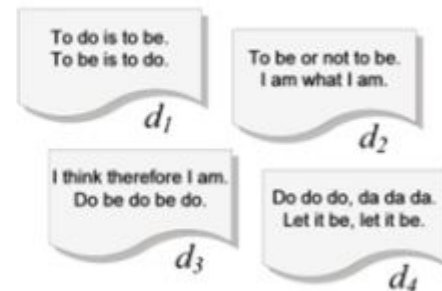 To do is to be.
To be is to do.
d1
To be or not to be.
I am what I am.
d2
I think therefore I am.
Do be do be do.
d3
Do do do, da da da.
Let it be, let it be.
d4